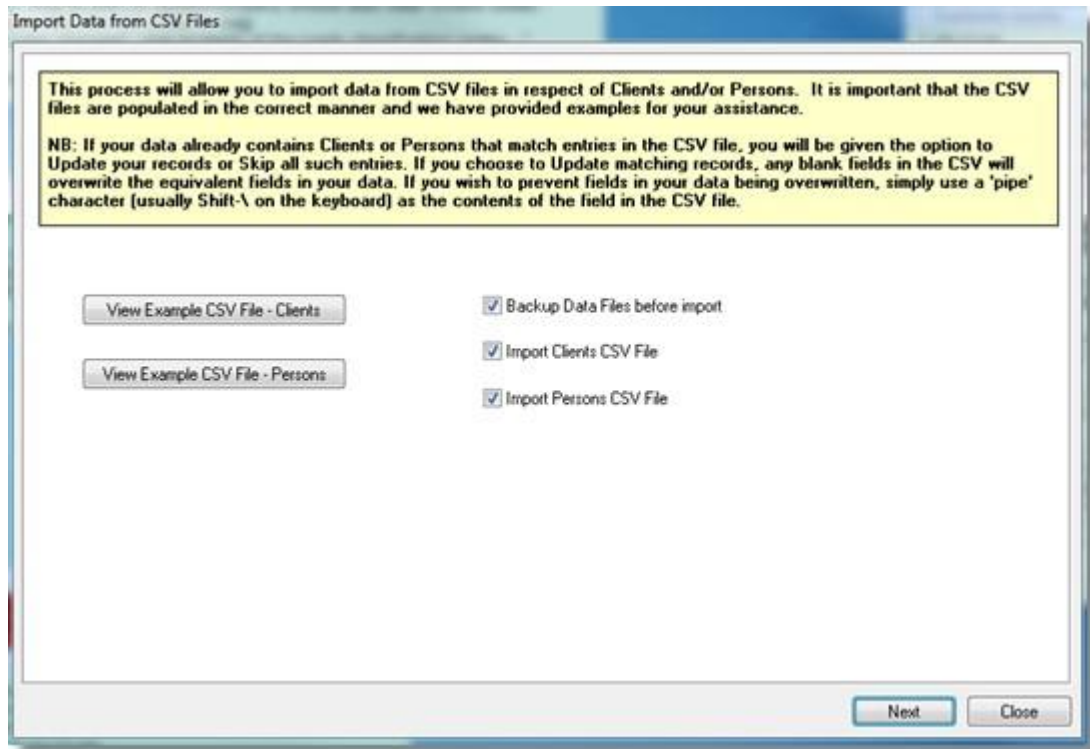 Import Data from CSV Files
This process will allow you to import data from CSV files in respect of Clients and/or Persons. It is important that the CSV
files are populated in the correct manner and we have provided examples for your assistance.
NB: If your data already contains Clients or Persons that match entries in the CSV file, you will be given the option to
Update your records or Skip all such entries. If you choose to Update matching records, any blank fields in the CSV will
overwrite the equivalent fields in your data. If you wish to prevent fields in your data being overwritten, simply use a 'pipe'
character (usually Shift-\ on the keyboard) as the contents of the field in the CSV file.
View Example CSV File - Clients
Backup Data Files before import
Import Clients CSV File
View Example CSV File - Persons
Import Persons CSV File
Next
Close